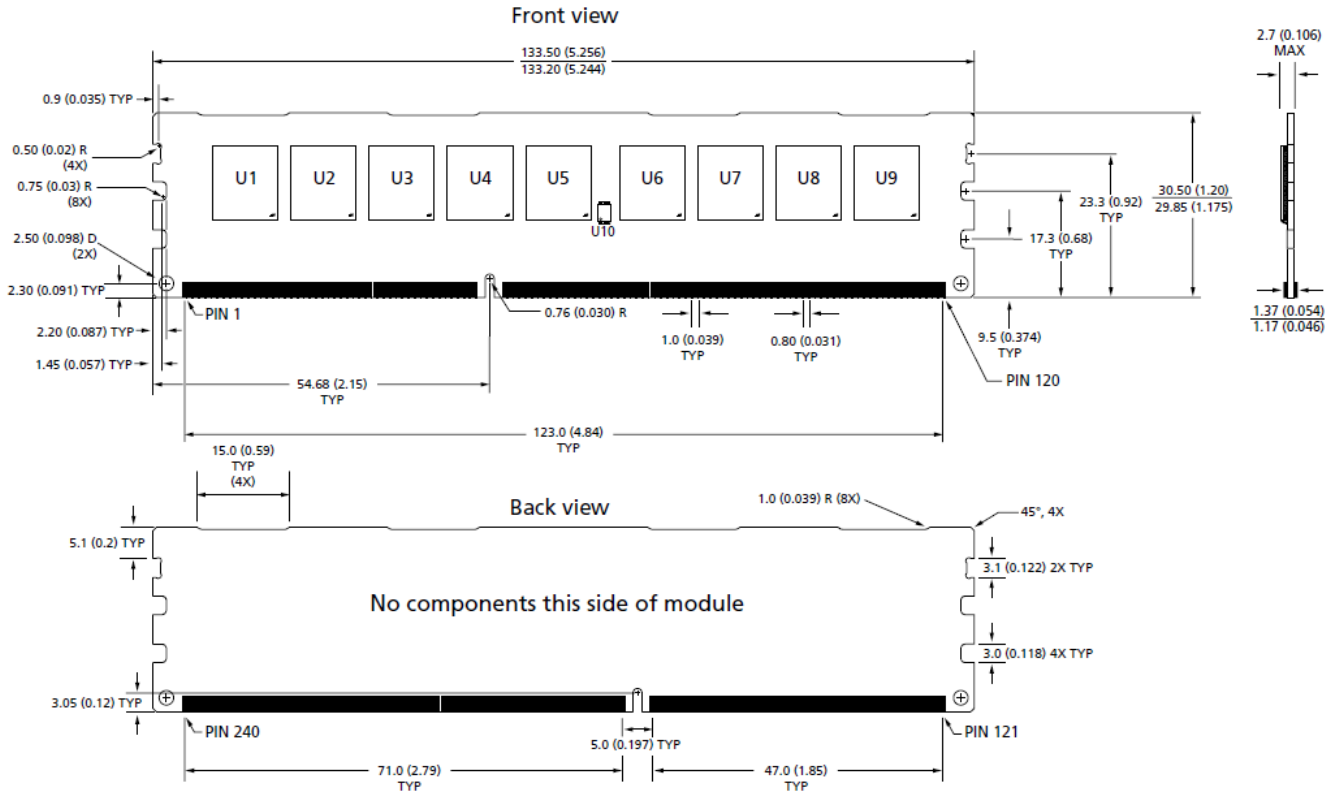 Front view
133.50 (5.256)
133.20 (5.244)
2.7 (0.106)
MAX
0.9 (0.035) TYP
0.50 (0.02) R
(4X)
0.75 (0.03) R
(8X)
2.50 (0.098) D
(2X)
2.30 (0.091) TYP
2.20 (0.087) TYP
1.45 (0.057) TYP
U1
U2
U3
U4
U5
U6
U7
U8
U9
U10
PIN 1
0.76 (0.030) R
1.0 (0.039)
TYP
0.80 (0.031)
TYP
PIN 120
23.3 (0.92)
TYP
17.3 (0.68)
TYP
9.5 (0.374)
TYP
30.50 (1.20)
29.85 (1.175)
1.37 (0.054)
1.17 (0.046)
54.68 (2.15)
TYP
123.0 (4.84)
TYP
15.0 (0.59)
TYP
(4X)
Back view
1.0 (0.039) R (8X)
45°, 4X
5.1 (0.2) TYP
3.1 (0.122) 2X TYP
No components this side of module
3.0 (0.118) 4X TYP
3.05 (0.12) TYP
PIN 240
5.0 (0.197) TYP
PIN 121
71.0 (2.79)
TYP
47.0 (1.85)
TYP